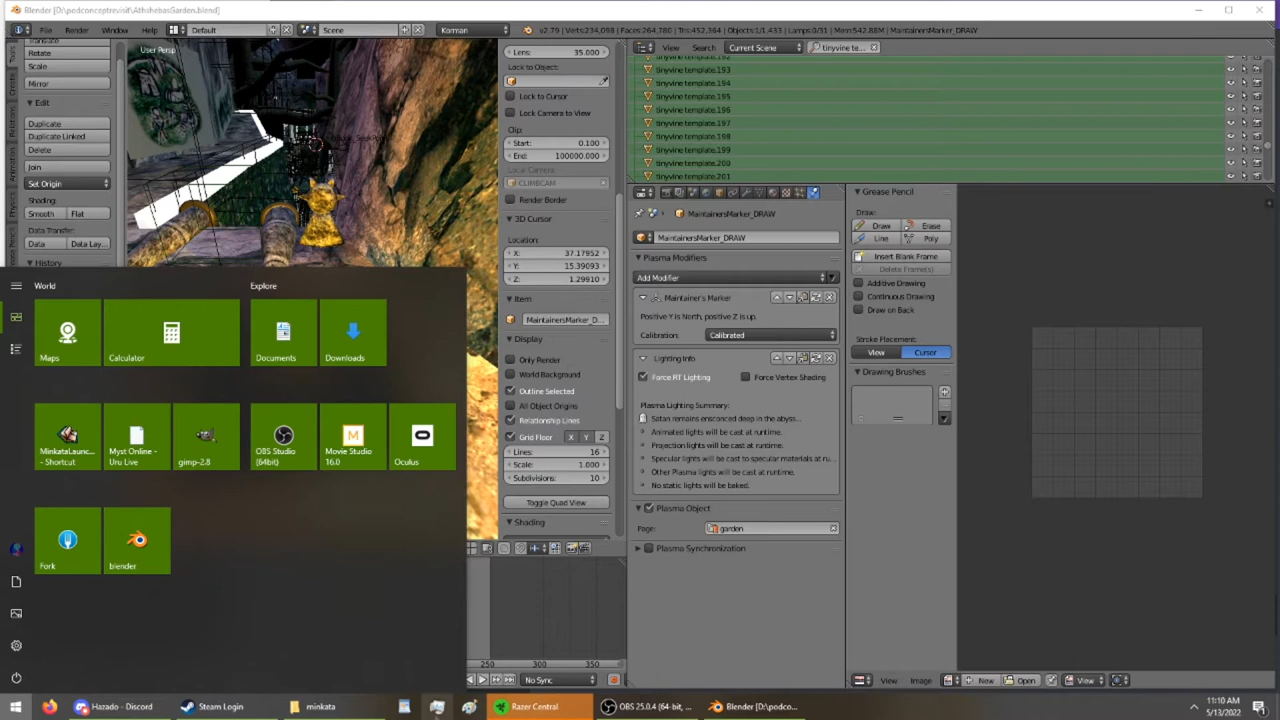 Blender [D:\podconceptrevisit\AthshebasGarden.blend]
File Render Window Help Default Scene Korman v2.79 | Verts:234,098 | Faces:264,780 | Tris:452,364 | Objects:1/1,433 | Lamps:0/31 | Mem:542.88M | MaintainersMarker_DRAW
Translate
Rotate
Scale
Mirror
Edit
Duplicate
Duplicate Linked
Delete
Join
Set Origin
Shading:
Smooth Flat
Data Transfer:
Data Data Lay...
History
User Persp
Lens: 35.000
Lock to Object:
Lock to Cursor
Lock Camera to View
Clip:
Start: 0.100
End: 100000.000
Local Camera:
CLIMBCAM
Render Border
3D Cursor
Location:
X: 37.17952
Y: 15.39093
Z: 1.29910
Item
MaintainersMarker_D...
Display
Only Render
World Background
Outline Selected
All Object Origins
Relationship Lines
Grid Floor X Y Z
Lines: 16
Scale: 1.000
Subdivisions: 10
Toggle Quad View
Shading
View Search Current Scene tinyvine te...
tinyvine template.192
tinyvine template.193
tinyvine template.194
tinyvine template.195
tinyvine template.196
tinyvine template.197
tinyvine template.198
tinyvine template.199
tinyvine template.200
tinyvine template.201
MaintainersMarker_DRAW
MaintainersMarker_DRAW
Plasma Modifiers
Add Modifier
Maintainer's Marker
Positive Y is North, positive Z is up.
Calibration: Calibrated
Lighting Info
Force RT Lighting Force Vertex Shading
Plasma Lighting Summary:
Satan remains ensconced deep in the abyss...
Animated lights will be cast at runtime.
Projection lights will be cast at runtime.
Specular lights will be cast to specular materials at ru...
Other Plasma lights will be cast at runtime.
No static lights will be baked.
Plasma Object
Page: garden
Plasma Synchronization
Grease Pencil
Draw:
Draw Erase
Line Poly
Insert Blank Frame
Delete Frame(s)
Additive Drawing
Continuous Drawing
Draw on Back
Stroke Placement:
View Cursor
Drawing Brushes
World Explore
Maps Calculator Documents Downloads
MinkataLaunc... - Shortcut
Myst Online - Uru Live
gimp-2.8
OBS Studio (64bit)
Movie Studio 16.0
Oculus
Fork blender
250 300 350
No Sync
View Image New Open View
Hazado - Discord Steam Login minkata Razer Central OBS 25.0.4 (64-bit, ... Blender [D:\podco...
11:10 AM
5/13/2022